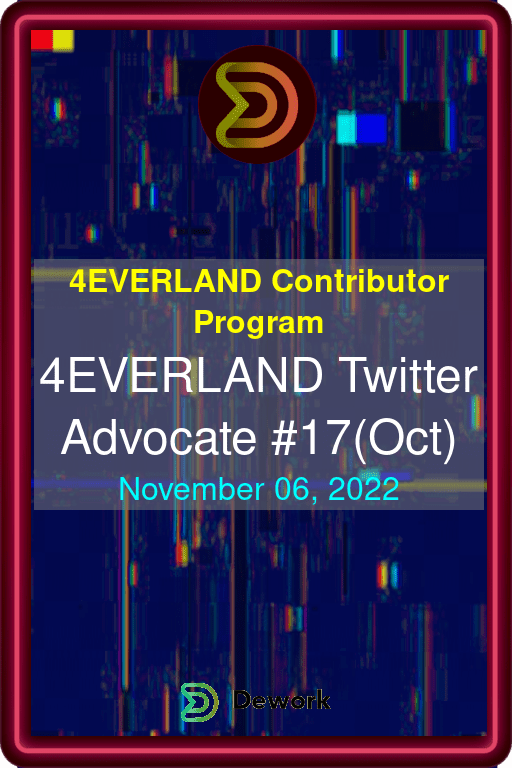 4EVERLAND Contributor
Program
4EVERLAND Twitter
Advocate #17(Oct)
November 06, 2022
Dework